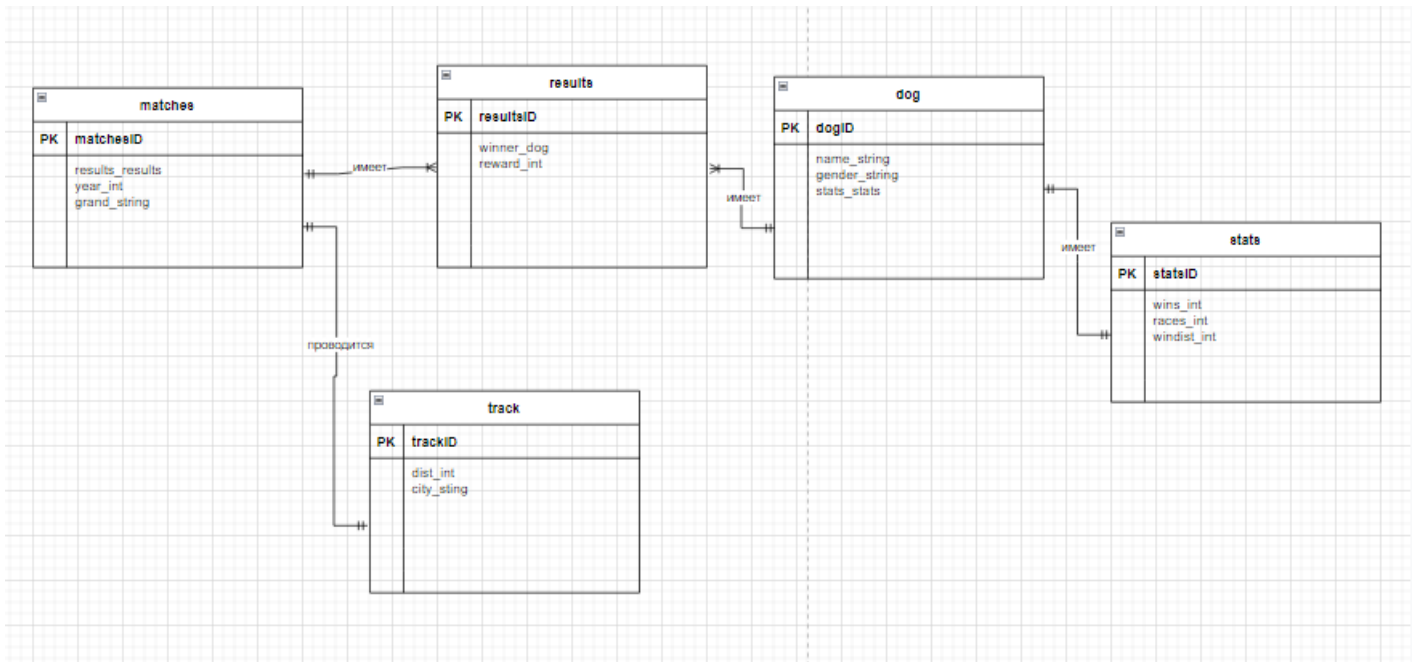 matches
PK matchesID
results_results
year_int
grand_string
имеет
results
PK resultsID
winner_dog
reward_int
имеет
dog
PK dogID
name_string
gender_string
stats_stats
имеет
stats
PK statsID
wins_int
races_int
windist_int
проводится
track
PK trackID
dist_int
city_sting